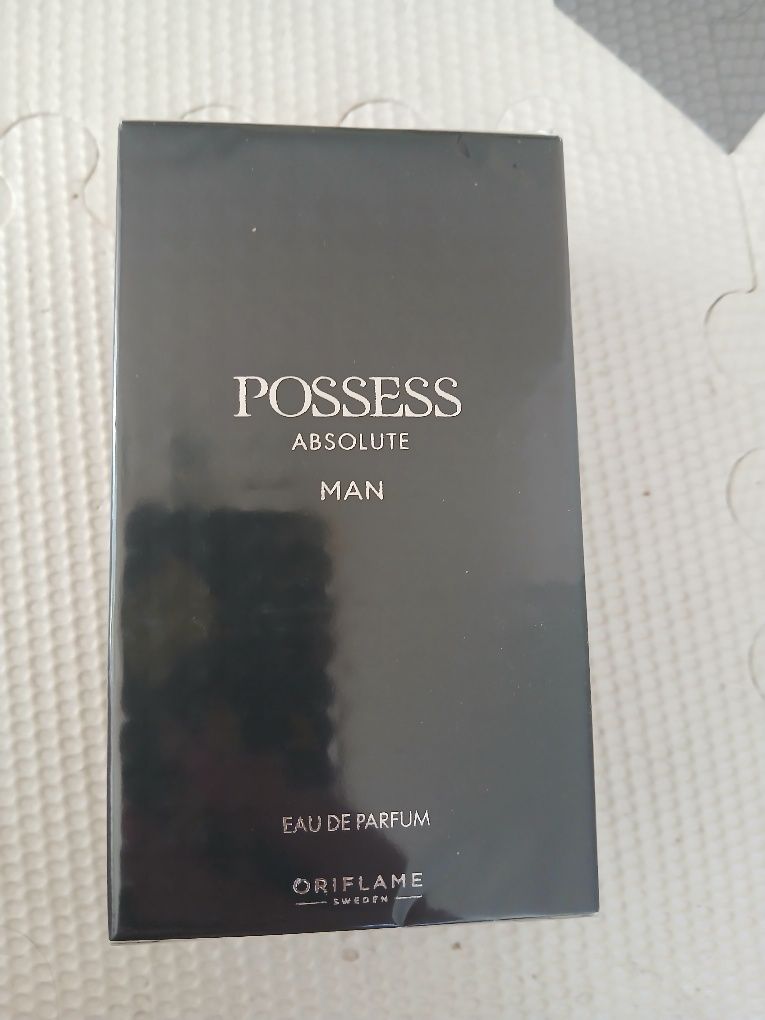 POSSESS
ABSOLUTE
MAN
EAU DE PARFUM
ORIFLAME
SWEDEN